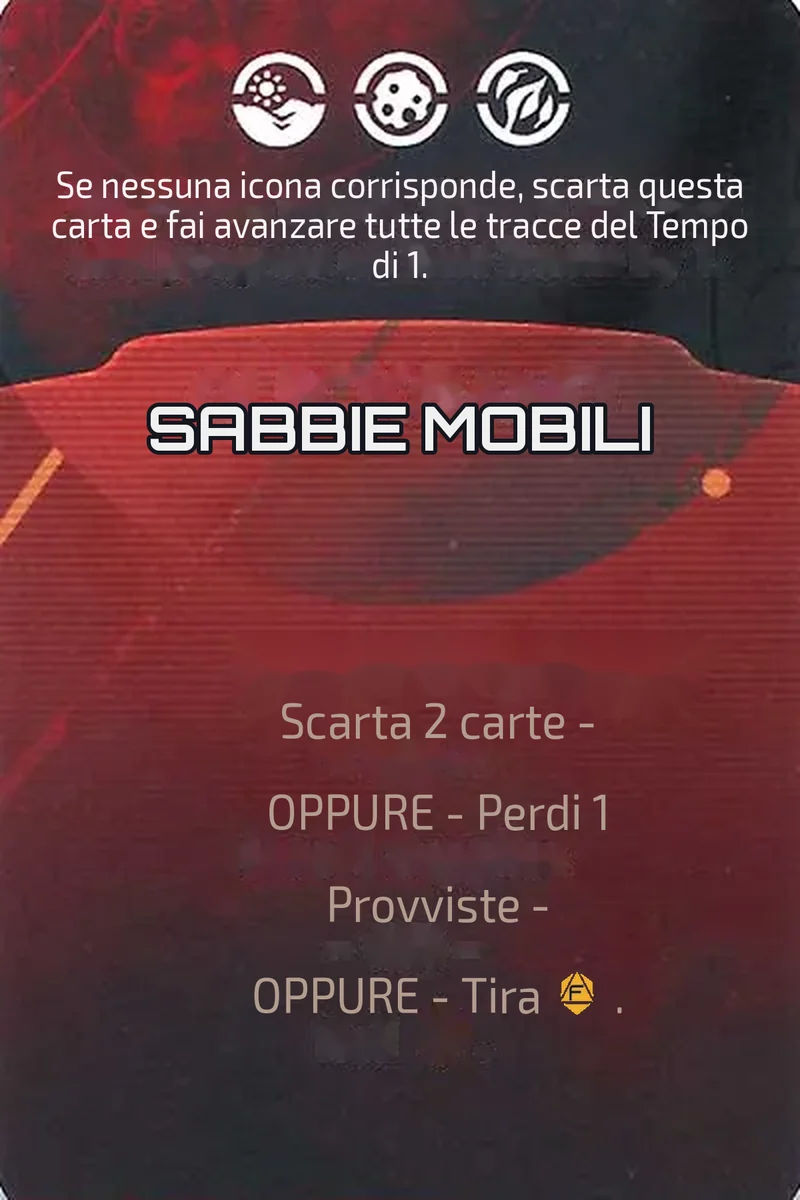 Se nessuna icona corrisponde, scarta questa
carta e fai avanzare tutte le tracce del Tempo
di 1.
SABBIE MOBILI
Scarta 2 carte -
OPPURE - Perdi 1
Provviste -
OPPURE - Tira F .